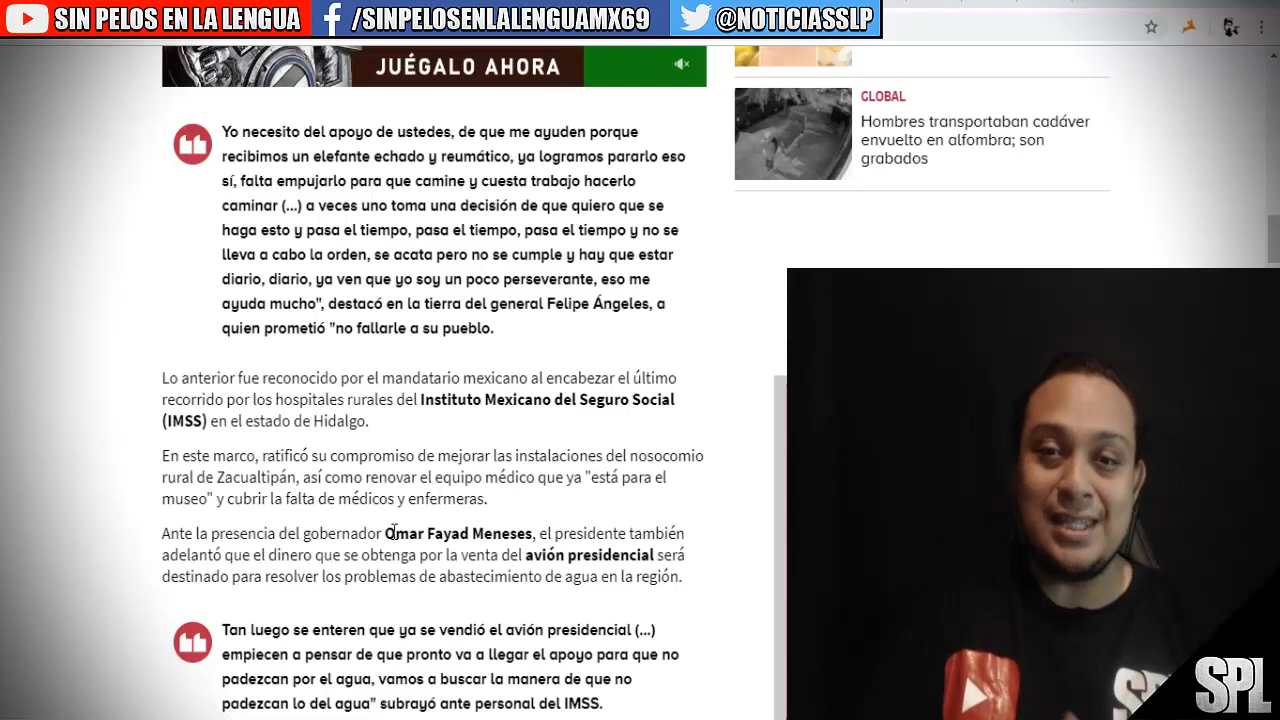 SIN PELOS EN LA LENGUA
/SINPELOSENLALENGUAMX69
@NOTICIASSLP
JUÉGALO AHORA
Yo necesito del apoyo de ustedes, de que me ayuden porque
recibimos un elefante echado y reumático, ya logramos pararlo eso
sí, falta empujarlo para que camine y cuesta trabajo hacerlo
caminar (...) a veces uno toma una decisión de que quiero que se
haga esto y pasa el tiempo, pasa el tiempo, pasa el tiempo y no se
lleva a cabo la orden, se acata pero no se cumple y hay que estar
diario, diario, ya ven que yo soy un poco perseverante, eso me
ayuda mucho", destacó en la tierra del general Felipe Ángeles, a
quien prometió "no fallarle a su pueblo.
Lo anterior fue reconocido por el mandatario mexicano al encabezar el último
recorrido por los hospitales rurales del Instituto Mexicano del Seguro Social
(IMSS) en el estado de Hidalgo.
En este marco, ratificó su compromiso de mejorar las instalaciones del nosocomio
rural de Zacualtipán, así como renovar el equipo médico que ya "está para el
museo" y cubrir la falta de médicos y enfermeras.
Ante la presencia del gobernador Omar Fayad Meneses, el presidente también
adelantó que el dinero que se obtenga por la venta del avión presidencial será
destinado para resolver los problemas de abastecimiento de agua en la región.
Tan luego se enteren que ya se vendió el avión presidencial (...)
empiecen a pensar de que pronto va a llegar el apoyo para que no
padezcan por el agua, vamos a buscar la manera de que no
padezcan lo del agua" subrayó ante personal del IMSS.
GLOBAL
Hombres transportaban cadáver
envuelto en alfombra; son
grabados
SPL
SPL